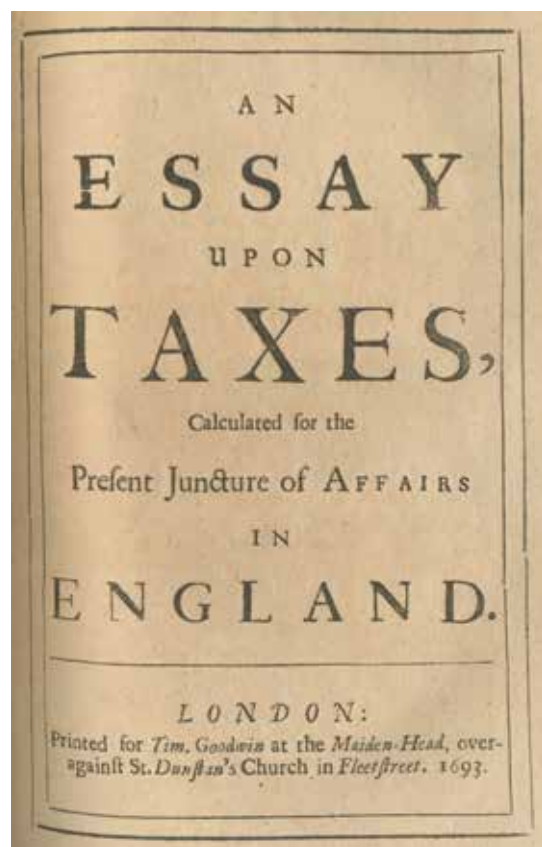 AN
ESSAY
UPON
TAXES,
Calculated for the
Preſent Juncture of AFFAIRS
IN
ENGLAND.
LONDON:
Printed for Tim. Goodwin at the Maiden-Head, over-
againſt St. Dunſtan's Church in Fleetſtreet. 1693.